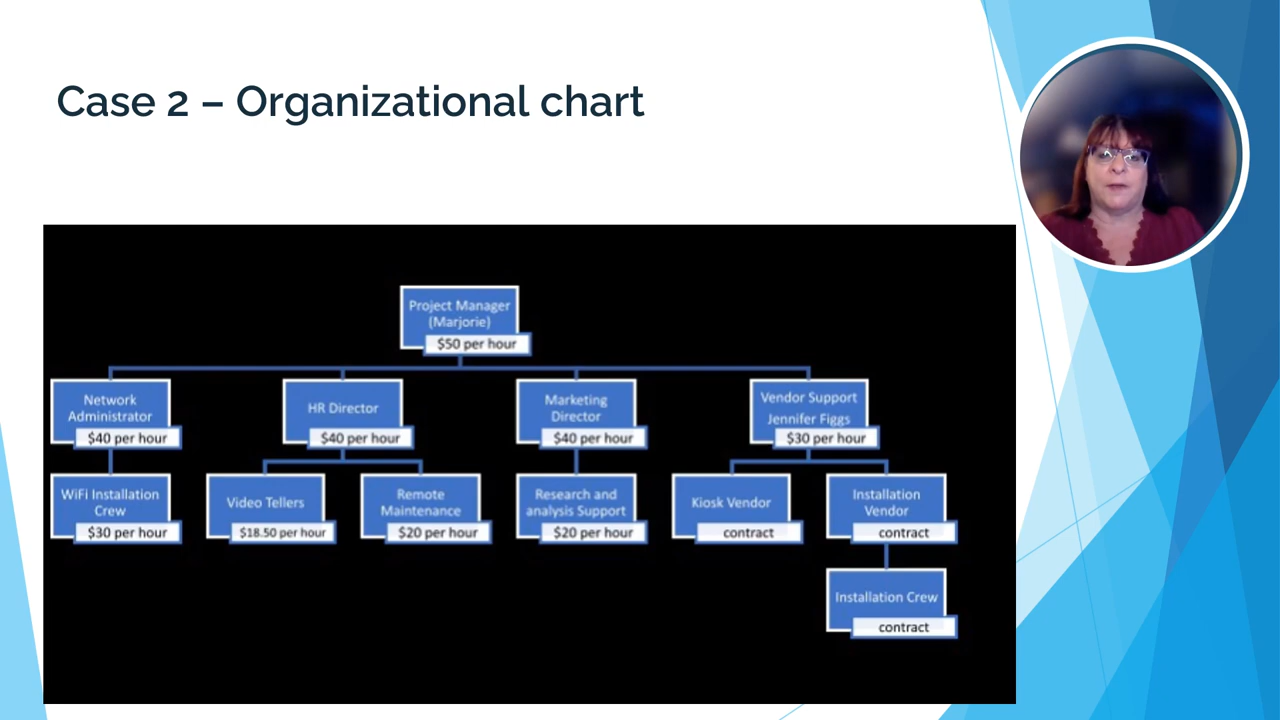 Case 2 – Organizational chart
Project Manager
(Marjorie)
$50 per hour
Network
Administrator
$40 per hour
HR Director
$40 per hour
Marketing
Director
$40 per hour
Vendor Support
Jennifer Figgs
$30 per hour
WiFi Installation
Crew
$30 per hour
Video Tellers
$18.50 per hour
Remote
Maintenance
$20 per hour
Research and
analysis Support
$20 per hour
Kiosk Vendor
contract
Installation
Vendor
contract
Installation Crew
contract